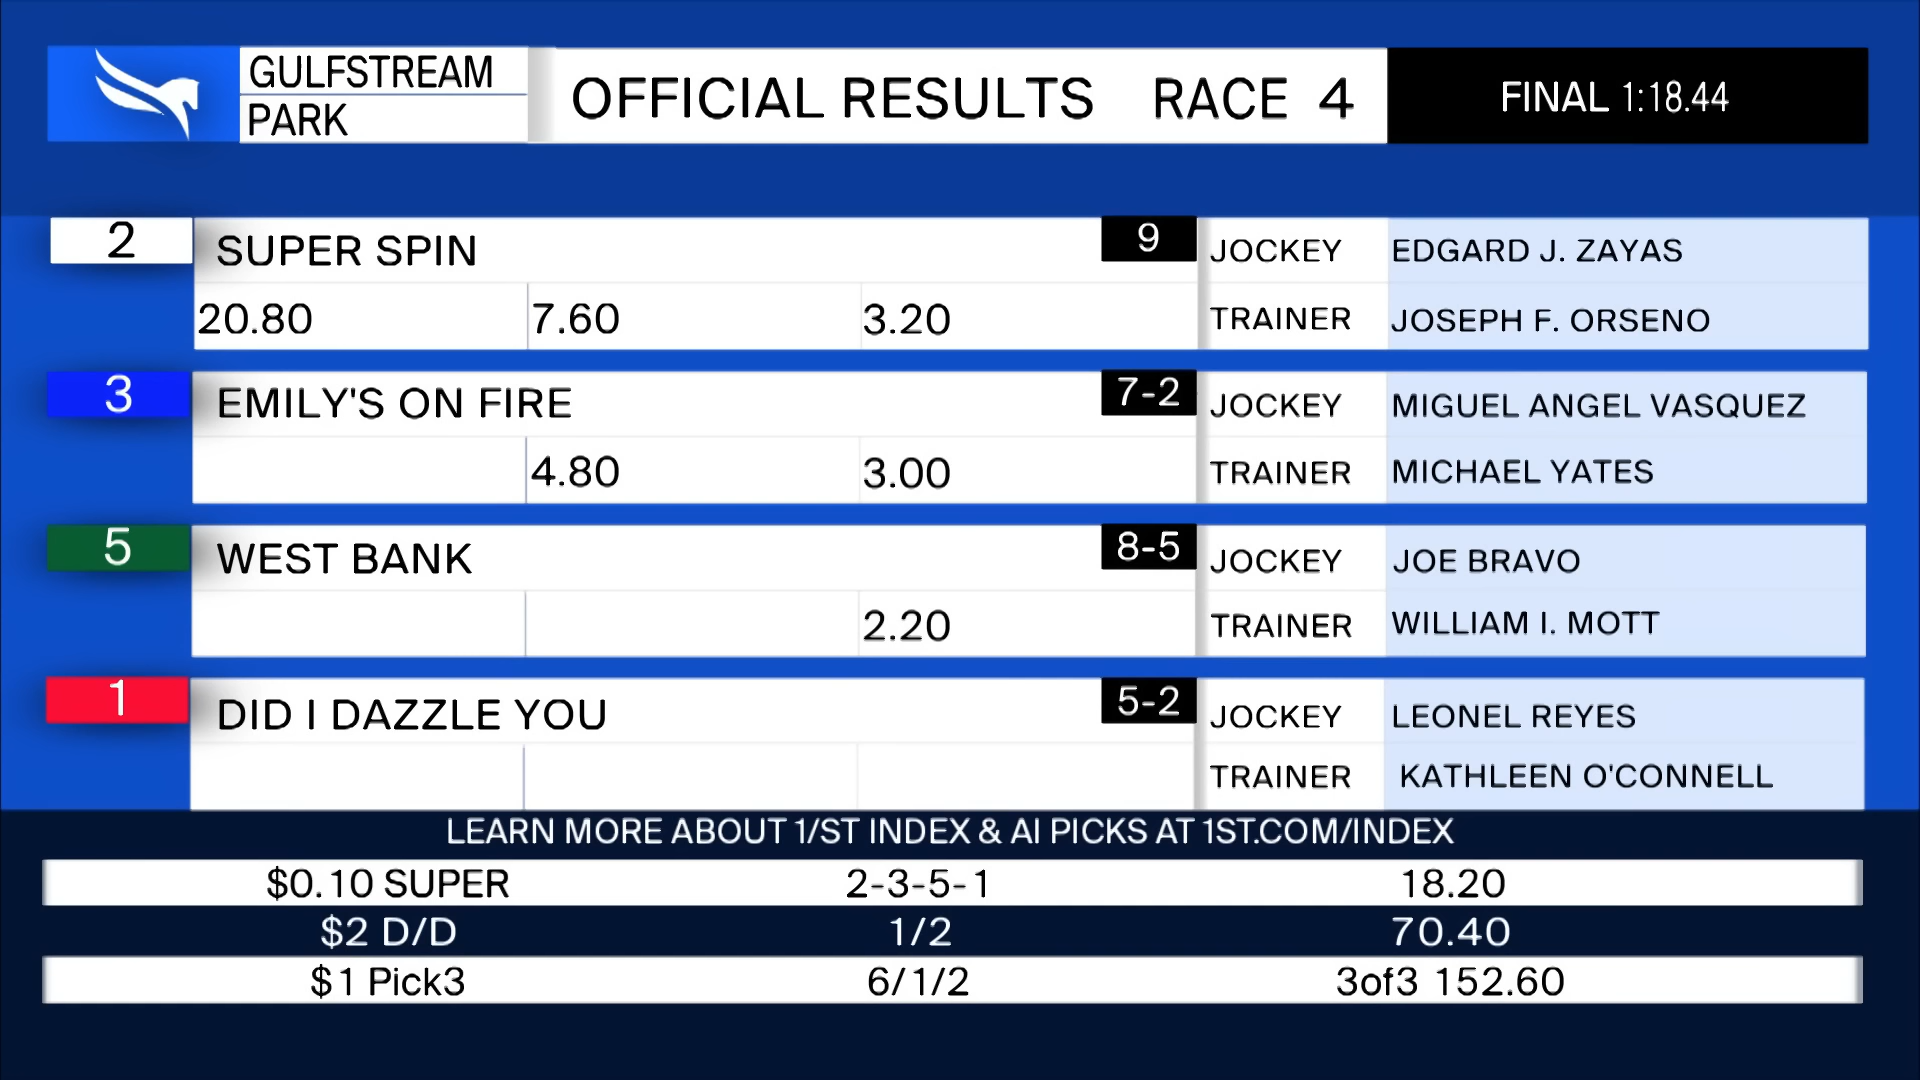 GULFSTREAM
PARK
OFFICIAL RESULTS RACE 4
FINAL 1:18.44
2 SUPER SPIN 9 JOCKEY EDGARD J. ZAYAS
20.80 7.60 3.20 TRAINER JOSEPH F. ORSENO
3 EMILY'S ON FIRE 7-2 JOCKEY MIGUEL ANGEL VASQUEZ
4.80 3.00 TRAINER MICHAEL YATES
5 WEST BANK 8-5 JOCKEY JOE BRAVO
2.20 TRAINER WILLIAM I. MOTT
1 DID I DAZZLE YOU 5-2 JOCKEY LEONEL REYES
TRAINER KATHLEEN O'CONNELL
LEARN MORE ABOUT 1/ST INDEX & AI PICKS AT 1ST.COM/INDEX
$0.10 SUPER 2-3-5-1 18.20
$2 D/D 1/2 70.40
$1 Pick3 6/1/2 3of3 152.60